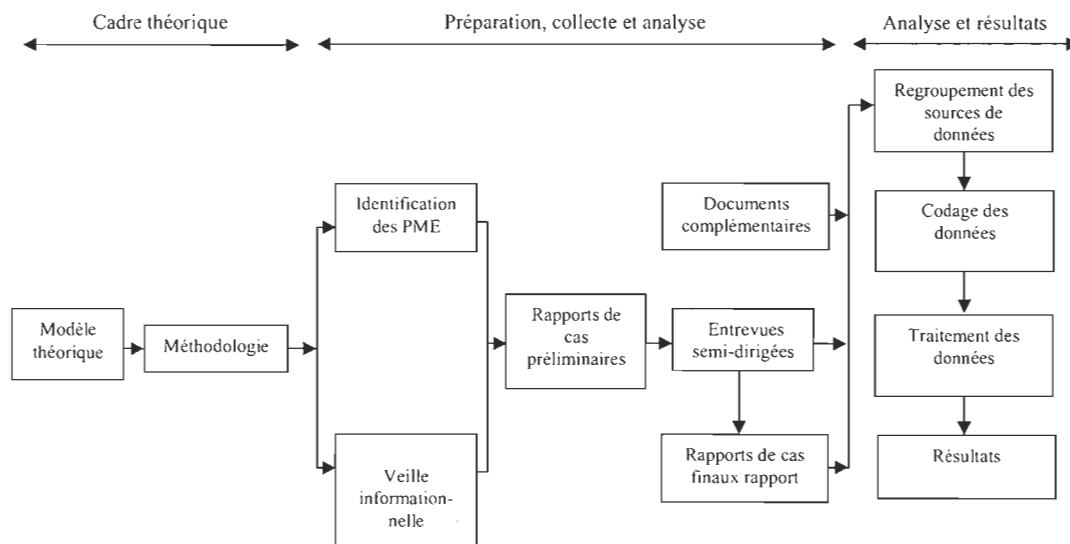 Cadre théorique
Préparation, collecte et analyse
Analyse et résultats
Modèle
théorique
Méthodologie
Identification
des PME
Veille
information-
nelle
Rapports de
cas
préliminaires
Documents
complémentaires
Entrevues
semi-dirigées
Rapports de cas
finaux rapport
Regroupement des
sources de
données
Codage des
données
Traitement des
données
Résultats